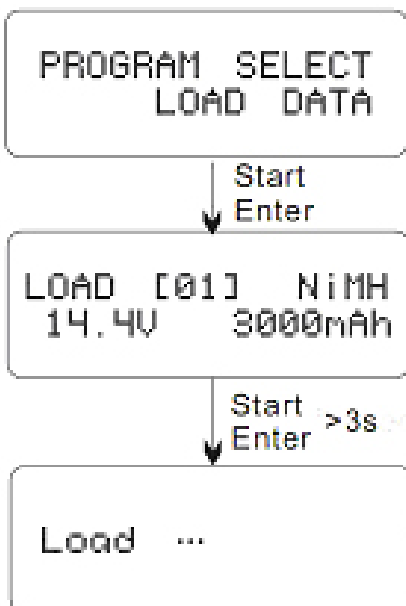 PROGRAM SELECT
LOAD DATA
Start
Enter
LOAD [01] NiMH
14.4V 3000mAh
Start
Enter >3s
Load ...